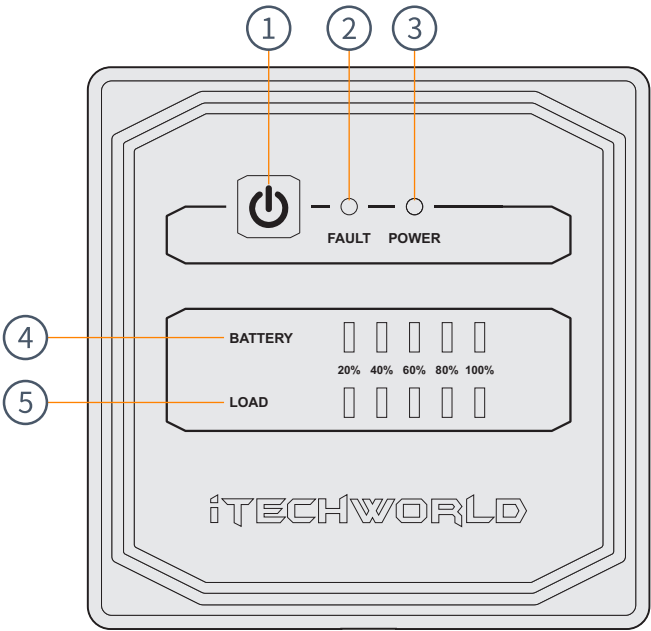 1 2 3
FAULT POWER
4 BATTERY
20% 40% 60% 80% 100%
5 LOAD
iTECHWORLD